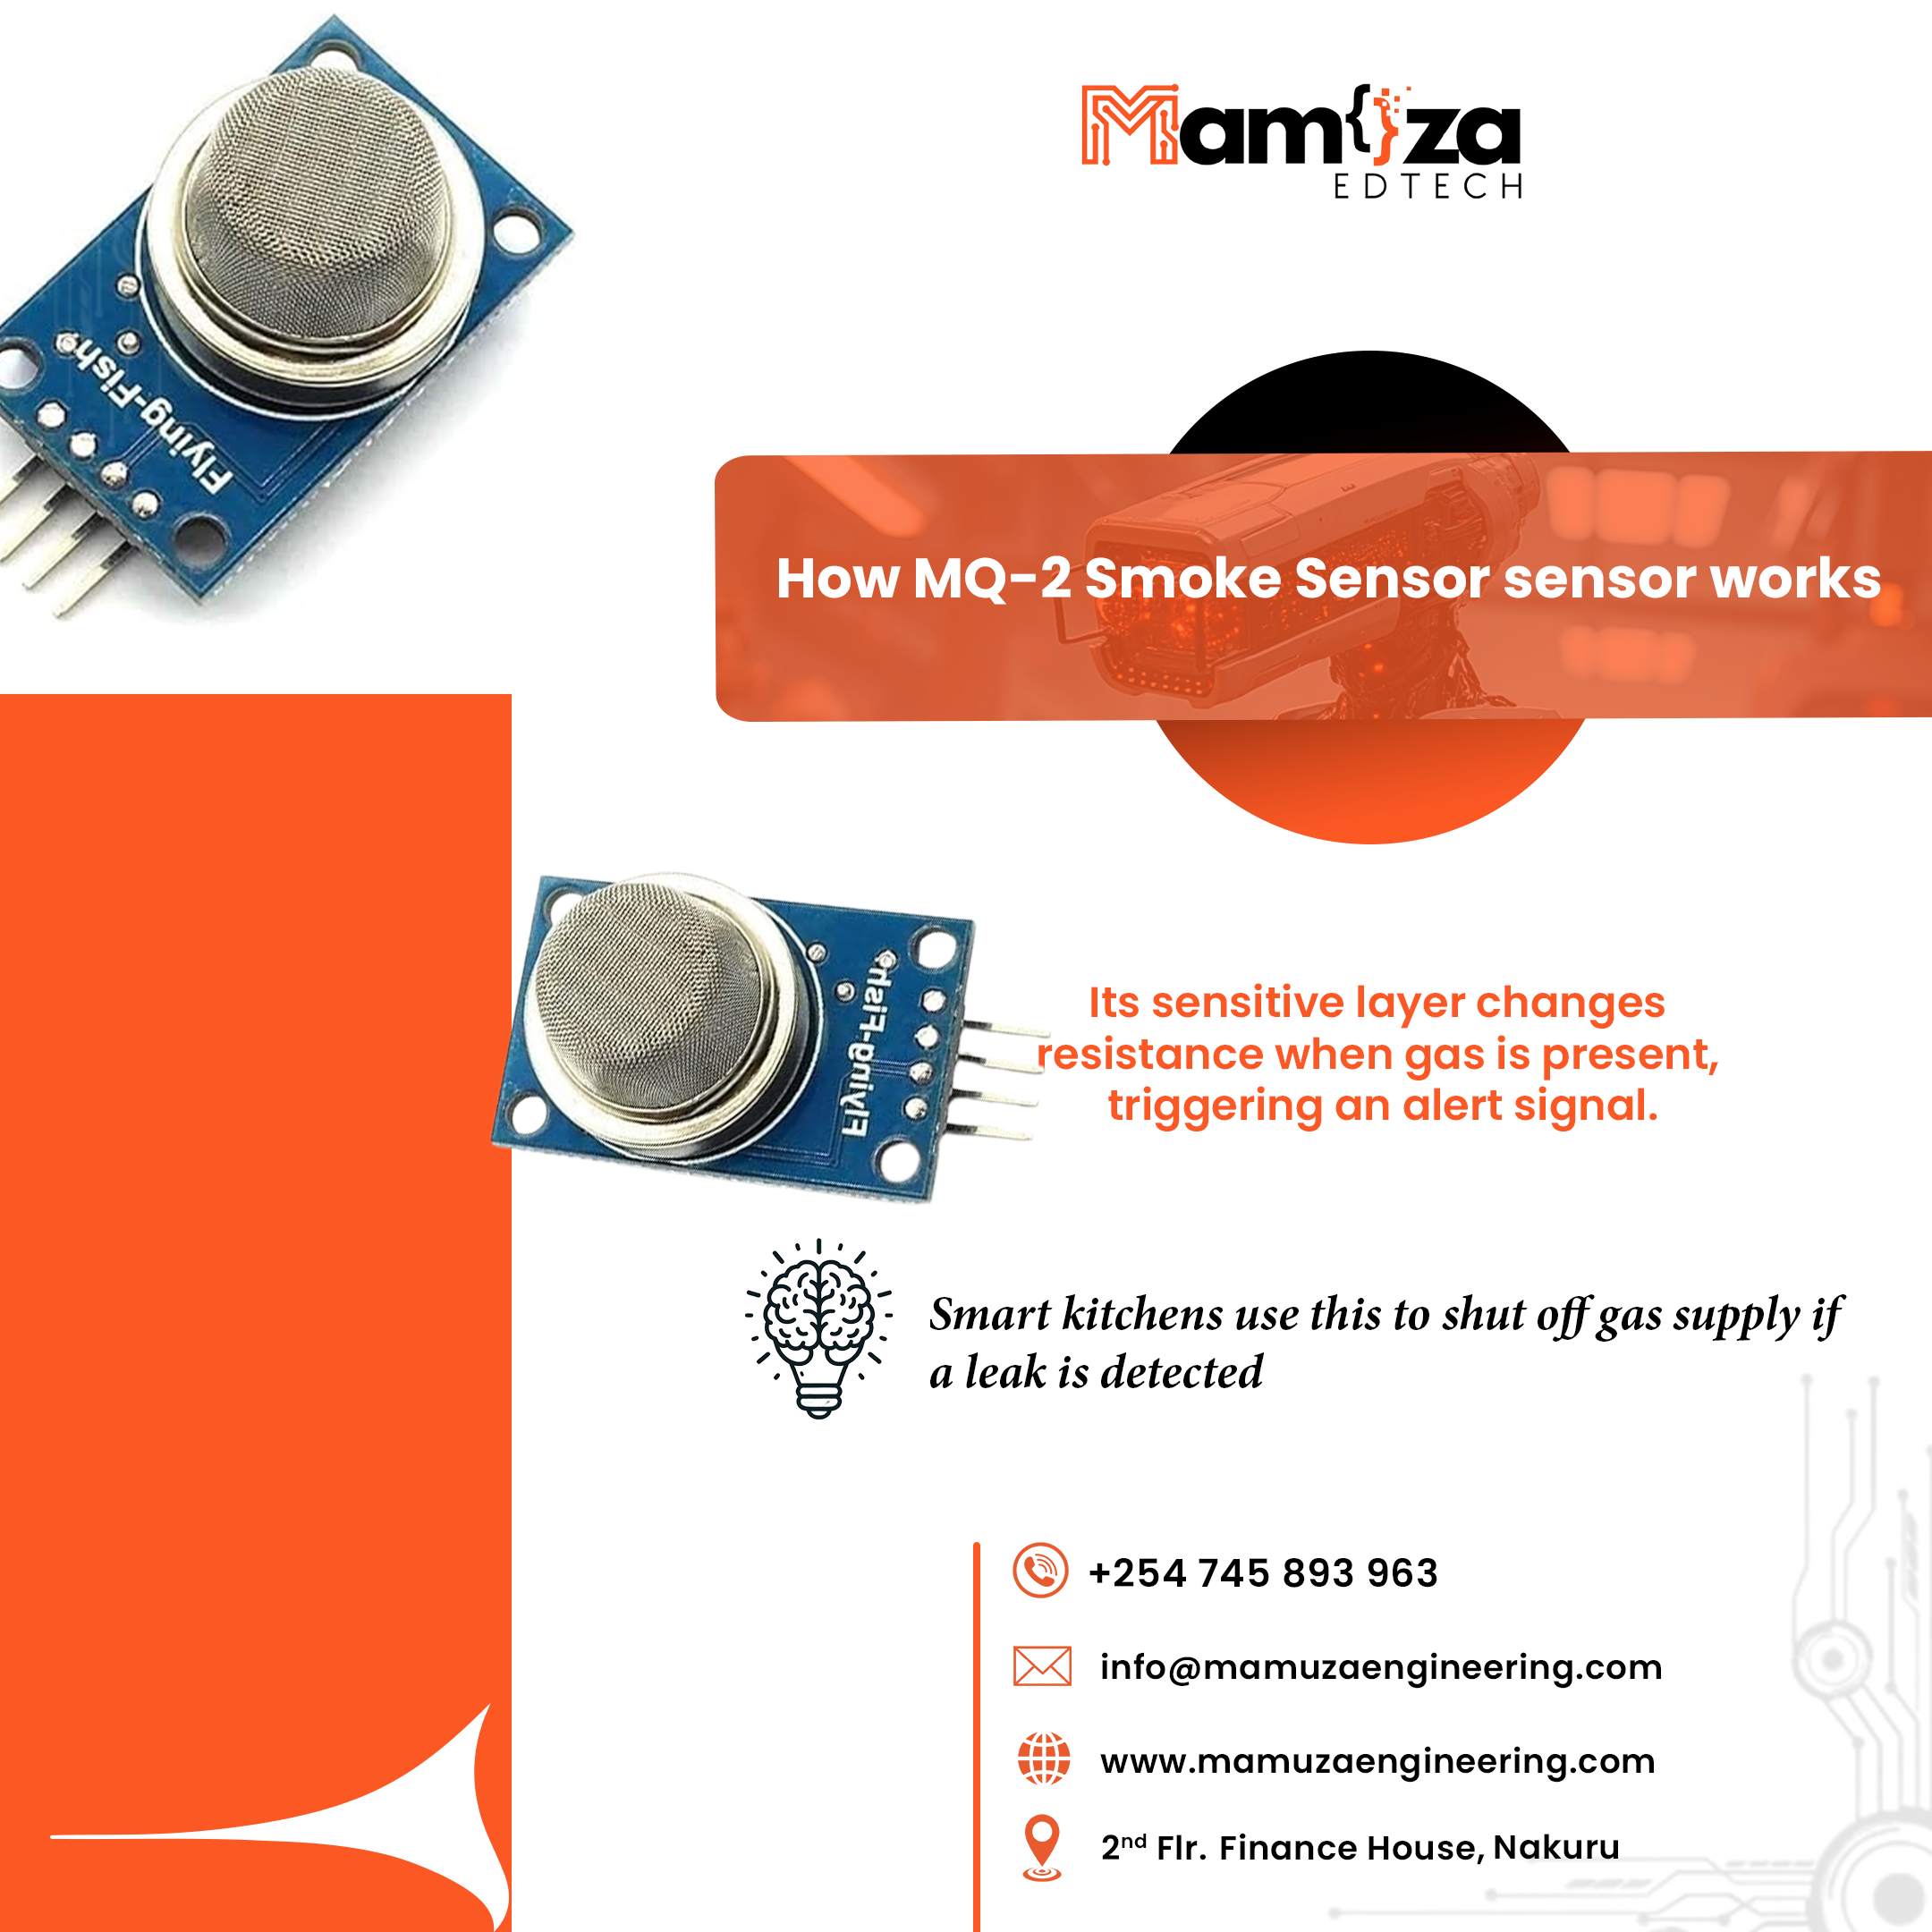 Mam{}za
EDTECH
Flying-Fish
How MQ-2 Smoke Sensor sensor works
Flying-Fish
Its sensitive layer changes
resistance when gas is present,
triggering an alert signal.
Smart kitchens use this to shut off gas supply if
a leak is detected
+254 745 893 963
info@mamuzaengineering.com
www.mamuzaengineering.com
2nd Flr. Finance House, Nakuru